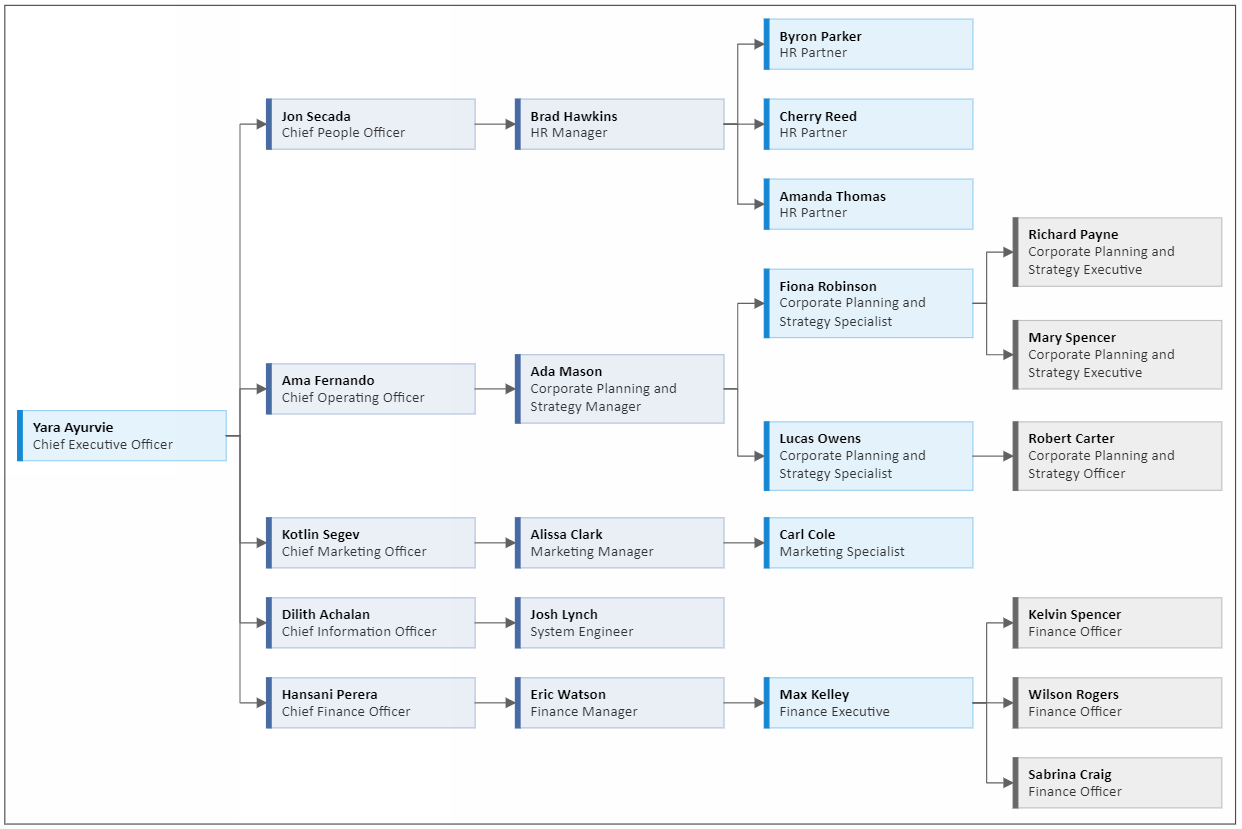 Byron Parker
HR Partner
Jon Secada
Chief People Officer
Brad Hawkins
HR Manager
Cherry Reed
HR Partner
Amanda Thomas
HR Partner
Richard Payne
Corporate Planning and
Strategy Executive
Fiona Robinson
Corporate Planning and
Strategy Specialist
Mary Spencer
Corporate Planning and
Strategy Executive
Ama Fernando
Chief Operating Officer
Ada Mason
Corporate Planning and
Strategy Manager
Yara Ayurvie
Chief Executive Officer
Lucas Owens
Corporate Planning and
Strategy Specialist
Robert Carter
Corporate Planning and
Strategy Officer
Kotlin Segev
Chief Marketing Officer
Alissa Clark
Marketing Manager
Carl Cole
Marketing Specialist
Dilith Achalan
Chief Information Officer
Josh Lynch
System Engineer
Kelvin Spencer
Finance Officer
Hansani Perera
Chief Finance Officer
Eric Watson
Finance Manager
Max Kelley
Finance Executive
Wilson Rogers
Finance Officer
Sabrina Craig
Finance Officer